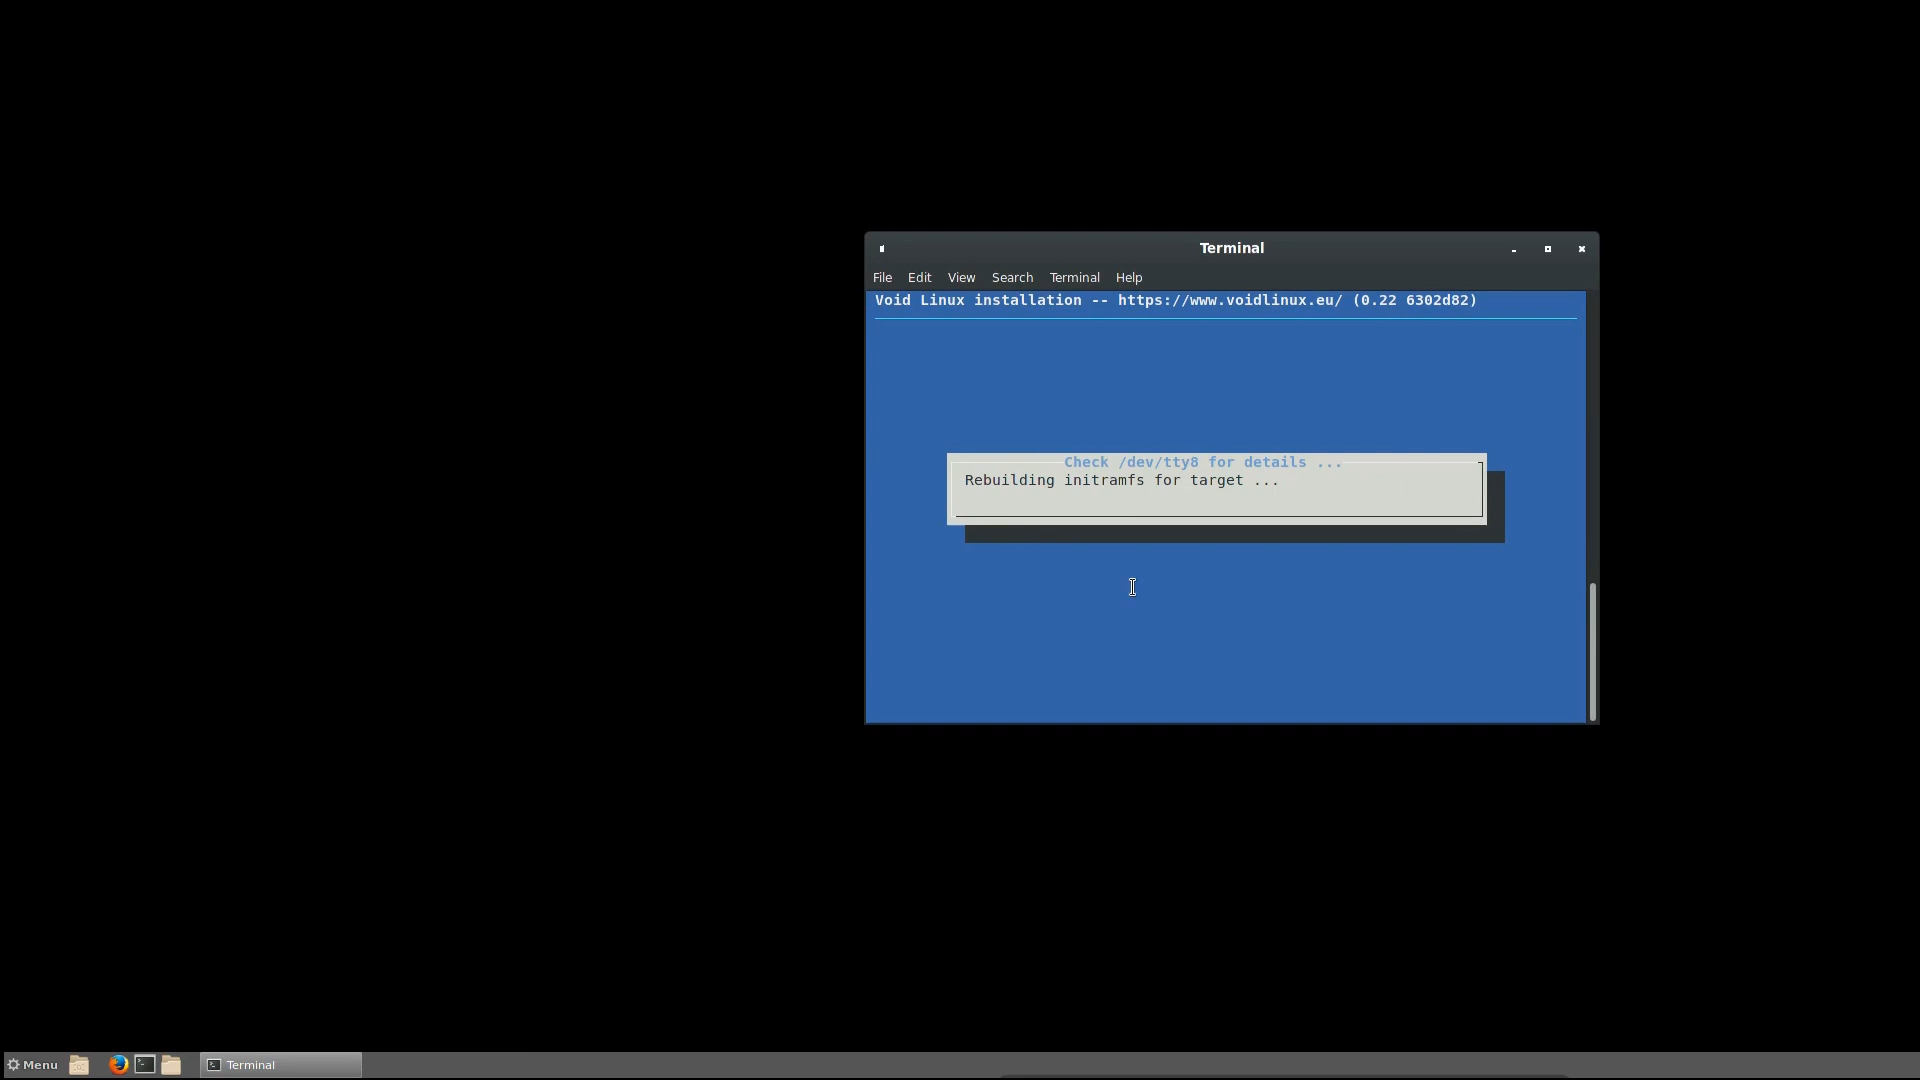 Terminal
File Edit View Search Terminal Help
Void Linux installation -- https://www.voidlinux.eu/ (0.22 6302d82)
Check /dev/tty8 for details ...
Rebuilding initramfs for target ...
Menu
Terminal